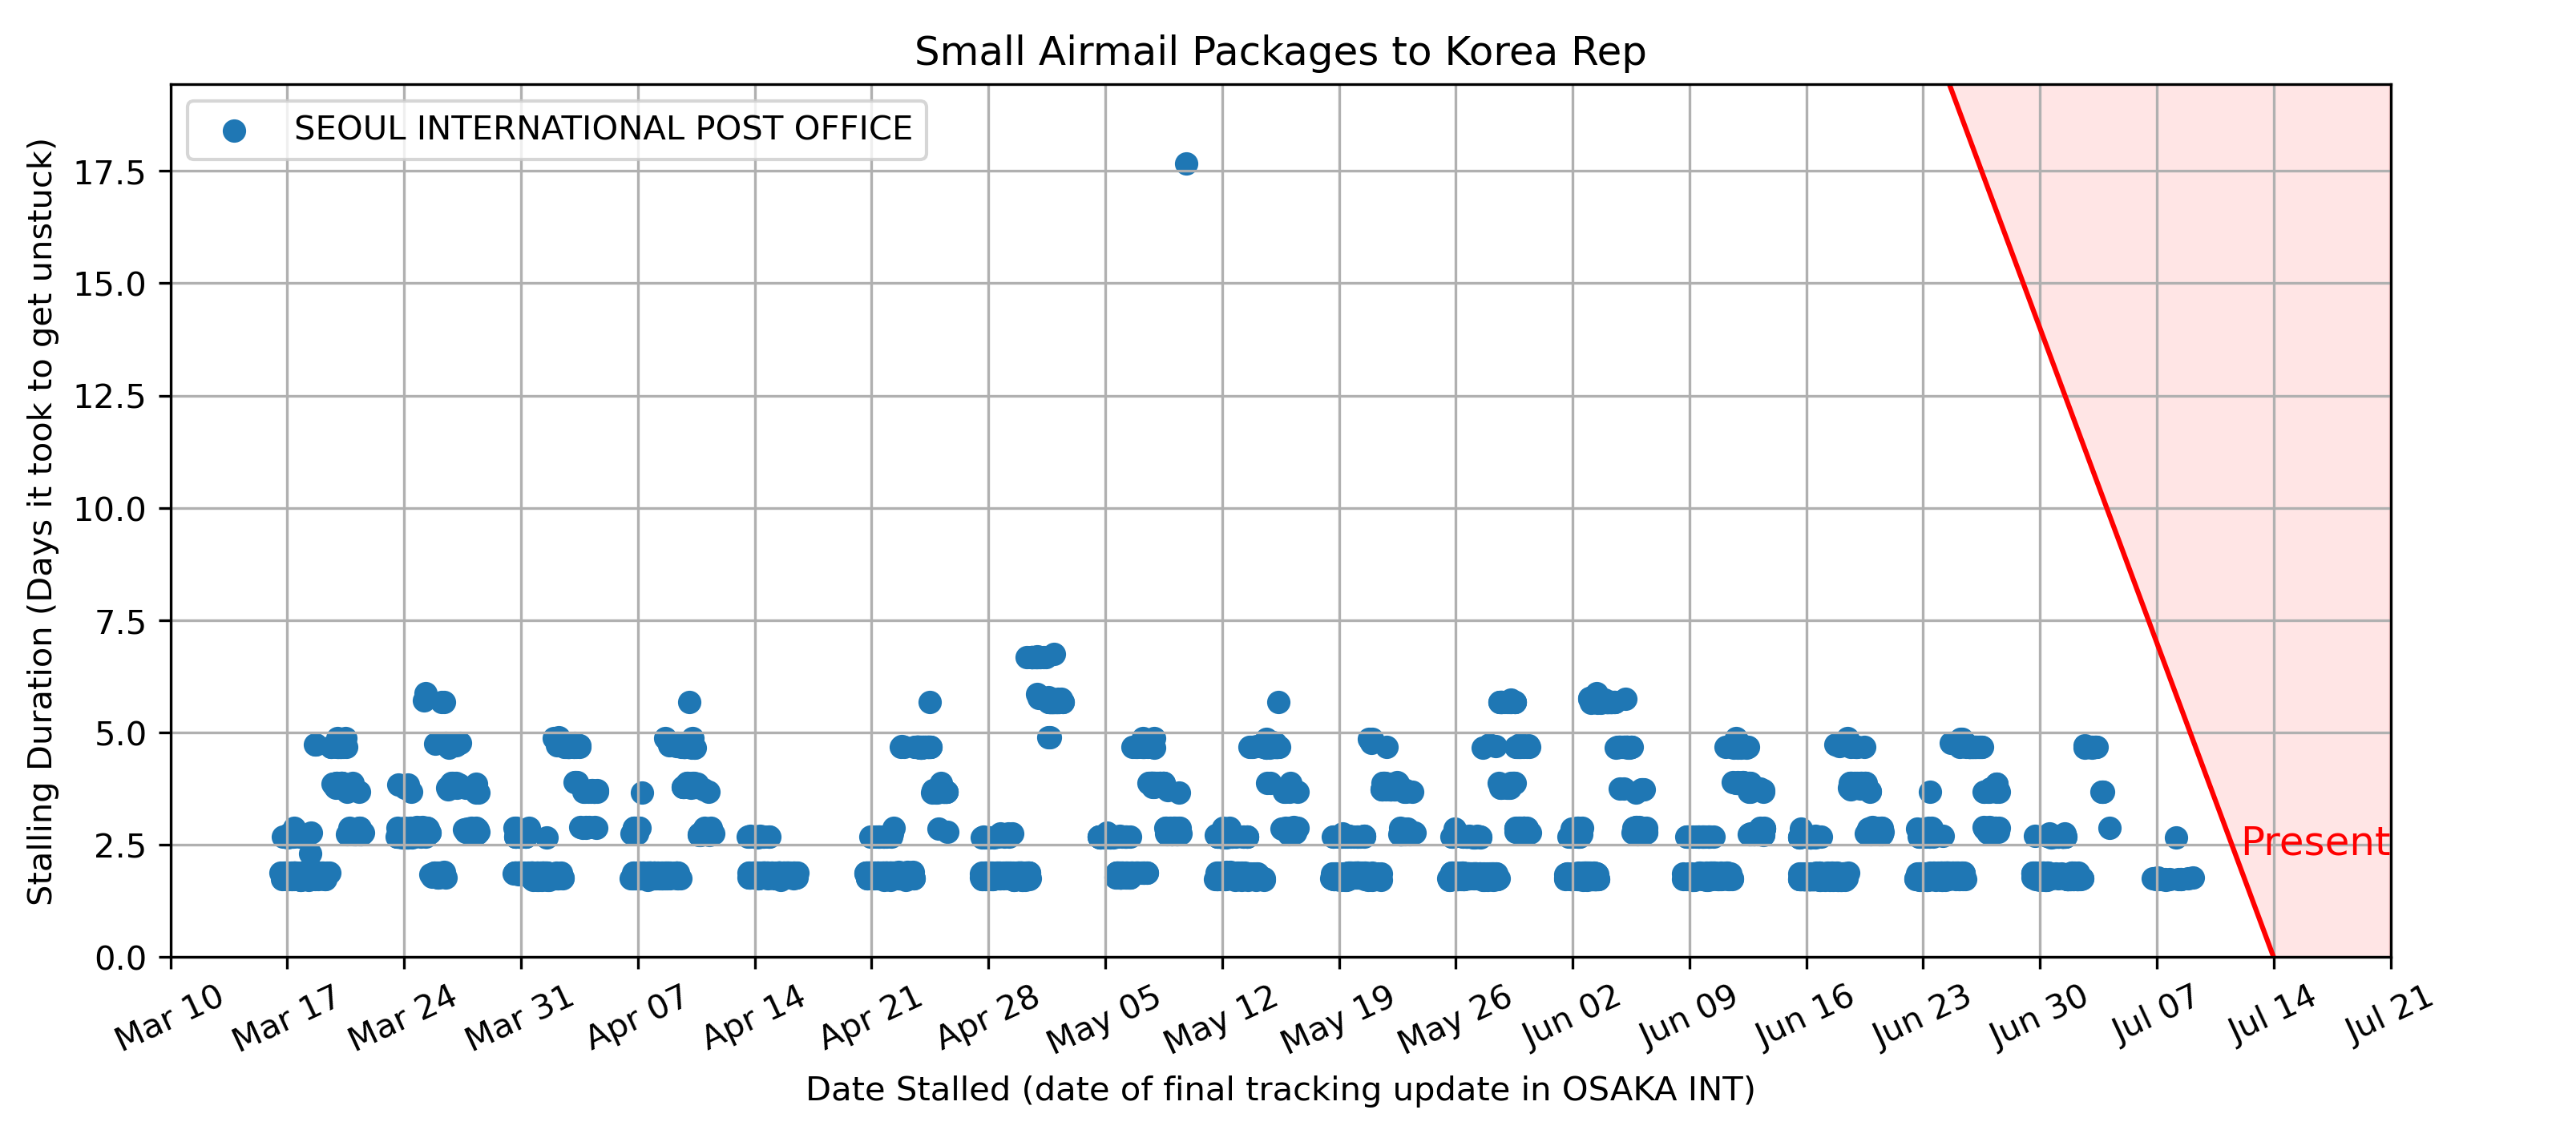 Small Airmail Packages to Korea Rep
SEOUL INTERNATIONAL POST OFFICE
Stalling Duration (Days it took to get unstuck)
17.5
15.0
12.5
10.0
7.5
5.0
2.5
0.0
Present
Mar 10
Mar 17
Mar 24
Mar 31
Apr 07
Apr 14
Apr 21
Apr 28
May 05
May 12
May 19
May 26
Jun 02
Jun 09
Jun 16
Jun 23
Jun 30
Jul 07
Jul 14
Jul 21
Date Stalled (date of final tracking update in OSAKA INT)